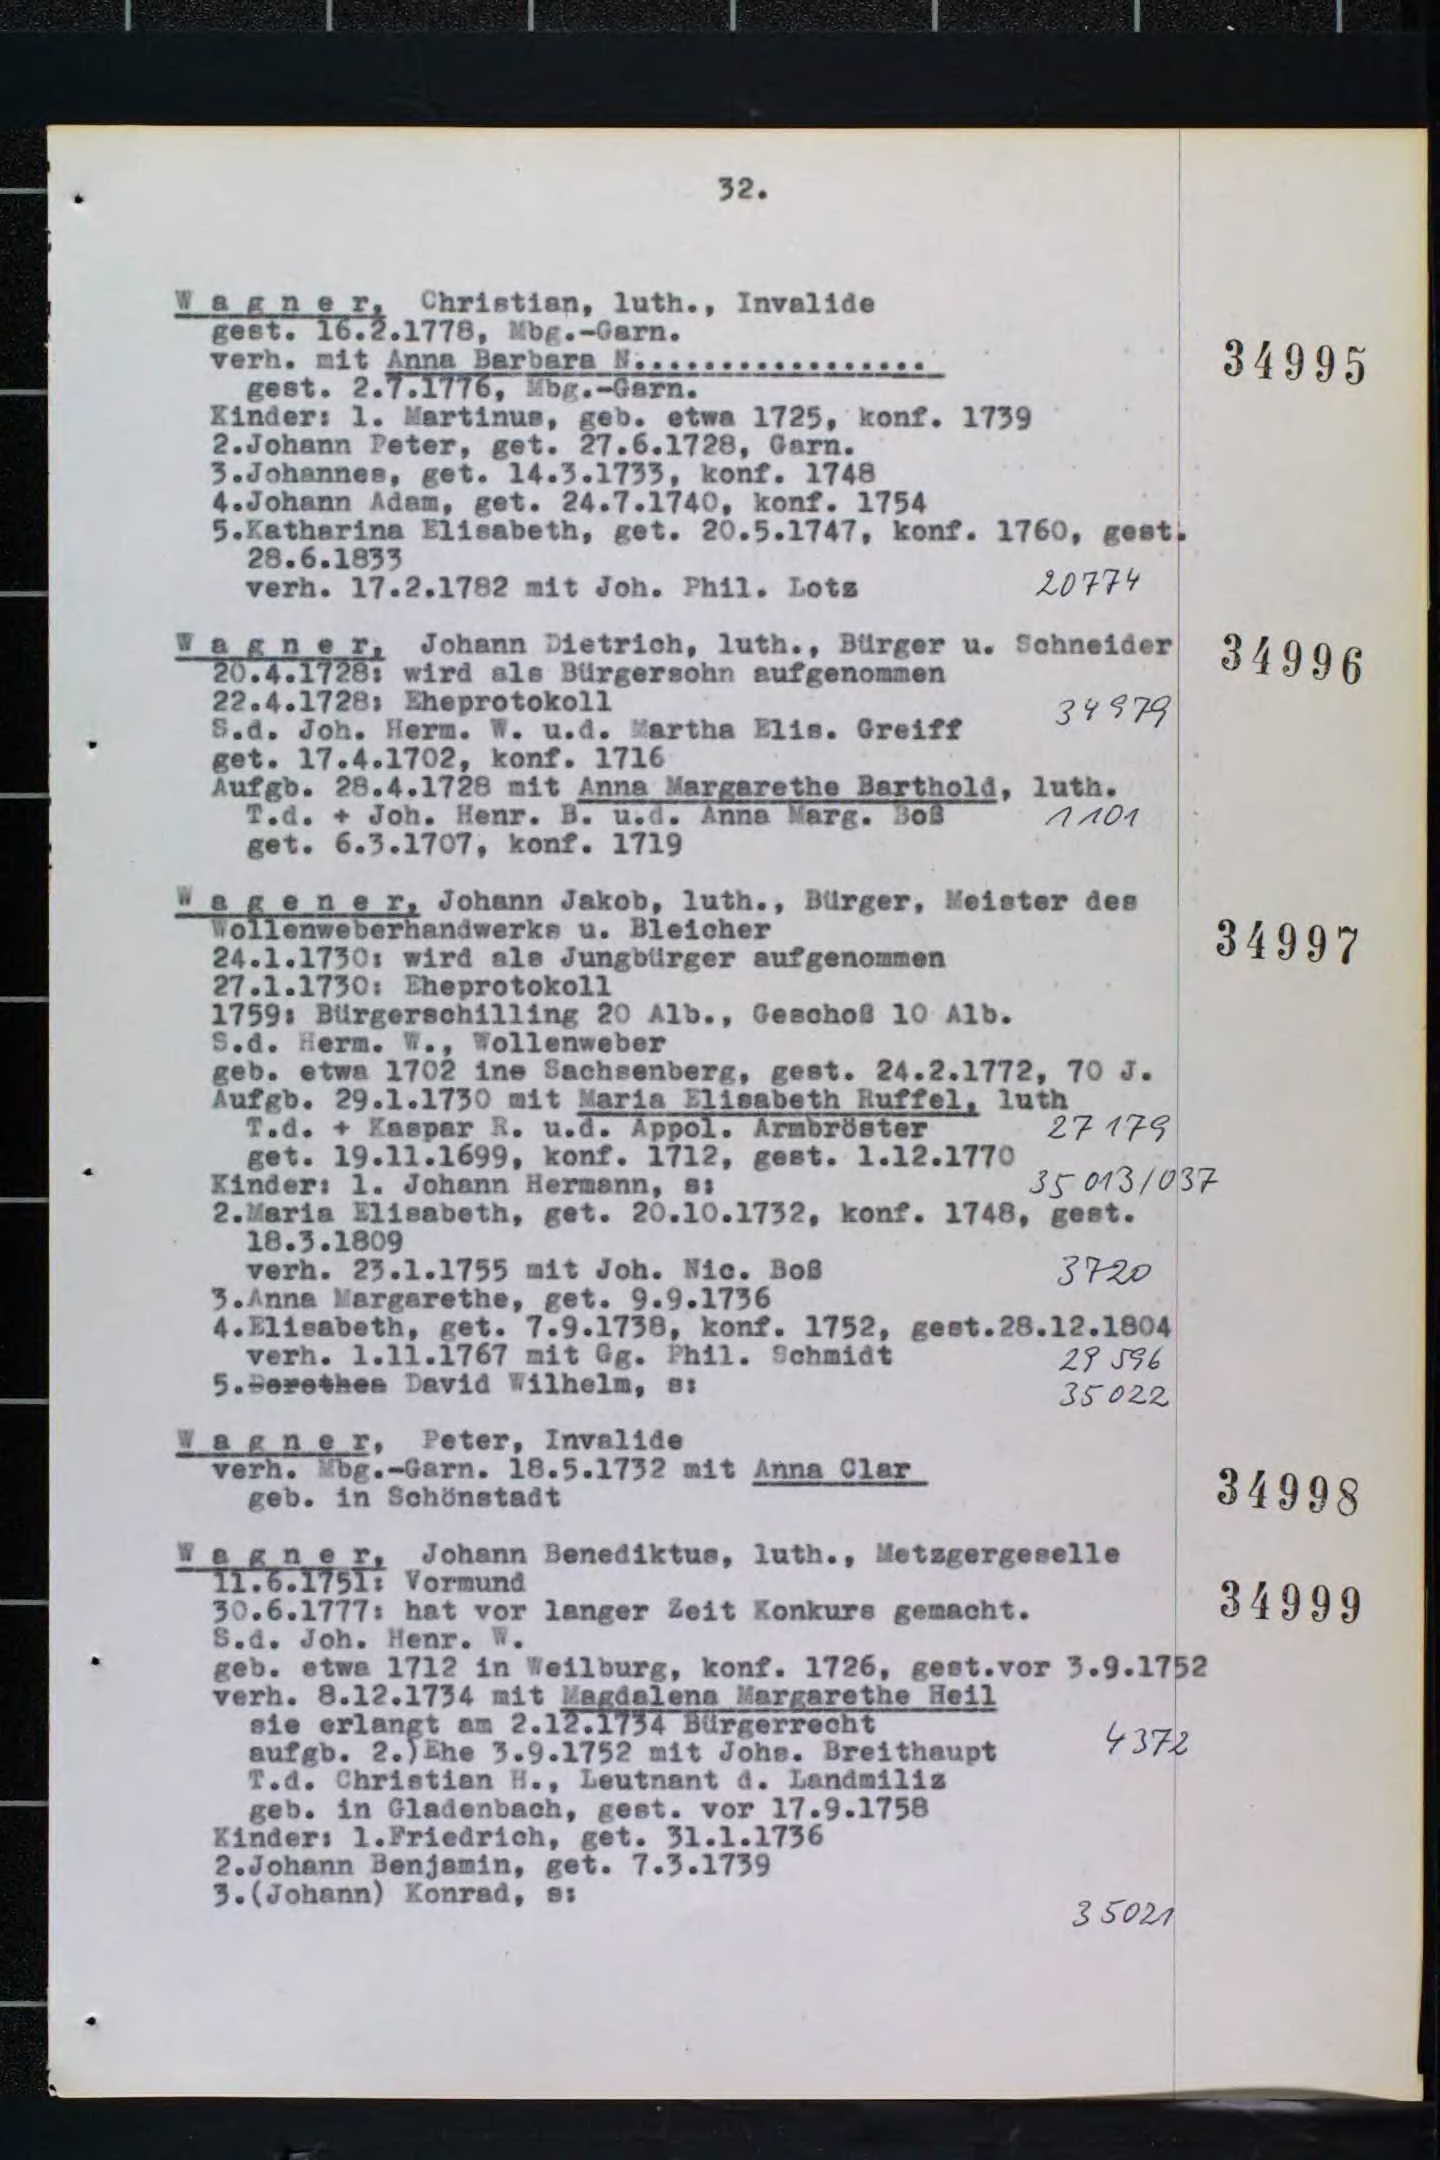 32.
W a g n e r, Christian, luth., Invalide
gest. 16.2.1778, Mbg.-Garn.
verh. mit Anna Barbara N.................
34995
gest. 2.7.1776, Mbg.-Garn.
Kinder: 1. Martinus, geb. etwa 1725, konf. 1739
2.Johann Peter, get. 27.6.1728, Garn.
3.Johannes, get. 14.3.1733, konf. 1748
4.Johann Adam, get. 24.7.1740, konf. 1754
5.Katharina Elisabeth, get. 20.5.1747, konf. 1760, gest.
28.6.1833
verh. 17.2.1782 mit Joh. Phil. Lotz 20774
W a g n e r, Johann Dietrich, luth., Bürger u. Schneider 34996
20.4.1728: wird als Bürgersohn aufgenommen
22.4.1728: Eheprotokoll
S.d. Joh. Herm. W. u.d. Martha Elis. Greiff 34979
get. 17.4.1702, konf. 1716
Aufgb. 28.4.1728 mit Anna Margarethe Barthold, luth.
T.d. + Joh. Henr. B. u.d. Anna Marg. Boß 1101
get. 6.3.1707, konf. 1719
W a g e n e r, Johann Jakob, luth., Bürger, Meister des
Wollenweberhandwerks u. Bleicher
34997
24.1.1730: wird als Jungbürger aufgenommen
27.1.1730: Eheprotokoll
1759: Bürgerschilling 20 Alb., Geschoß 10 Alb.
S.d. Herm. W., Wollenweber
geb. etwa 1702 ins Sachsenberg, gest. 24.2.1772, 70 J.
Aufgb. 29.1.1730 mit Maria Elisabeth Ruffel, luth
T.d. + Kaspar R. u.d. Appol. Armbröster 27179
get. 19.11.1699, konf. 1712, gest. 1.12.1770
Kinder: 1. Johann Hermann, s: 35013/037
2.Maria Elisabeth, get. 20.10.1732, konf. 1748, gest.
18.3.1809
verh. 23.1.1755 mit Joh. Nic. Boß 3720
3.Anna Margarethe, get. 9.9.1736
4.Elisabeth, get. 7.9.1738, konf. 1752, gest.28.12.1804
verh. 1.11.1767 mit Gg. Phil. Schmidt 29596
5.Dorothea David Wilhelm, s: 35022
W a g n e r, Peter, Invalide
verh. Mbg.-Garn. 18.5.1732 mit Anna Clar
geb. in Schönstadt
34998
W a g n e r, Johann Benediktus, luth., Metzgergeselle
11.6.1751: Vormund
30.6.1777: hat vor langer Zeit Konkurs gemacht.
34999
S.d. Joh. Henr. W.
geb. etwa 1712 in Weilburg, konf. 1726, gest.vor 3.9.1752
verh. 8.12.1734 mit Magdalena Margarethe Heil
sie erlangt am 2.12.1734 Bürgerrecht
aufgb. 2.)Ehe 3.9.1752 mit Johs. Breithaupt 4372
T.d. Christian H., Leutnant d. Landmiliz
geb. in Gladenbach, gest. vor 17.9.1758
Kinder: 1.Friedrich, get. 31.1.1736
2.Johann Benjamin, get. 7.3.1739
3.(Johann) Konrad, s:
35021